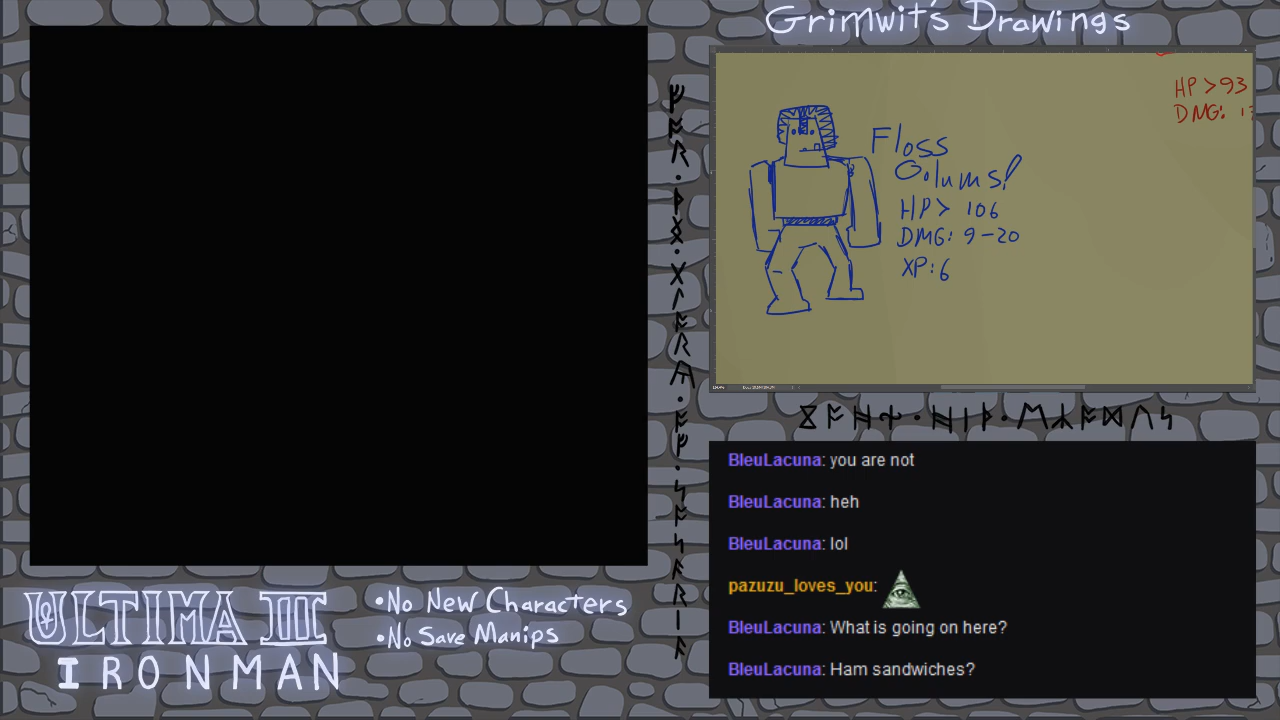 Grimwit's Drawings
HP >93
DMG: 1
Floss
Golums!
HP> 106
DMG: 9-20
XP: 6
BleuLacuna: you are not
BleuLacuna: heh
BleuLacuna: lol
pazuzu_loves_you:
BleuLacuna: What is going on here?
BleuLacuna: Ham sandwiches?
ULTIMA III
IRONMAN
•No New Characters
•No Save Manips